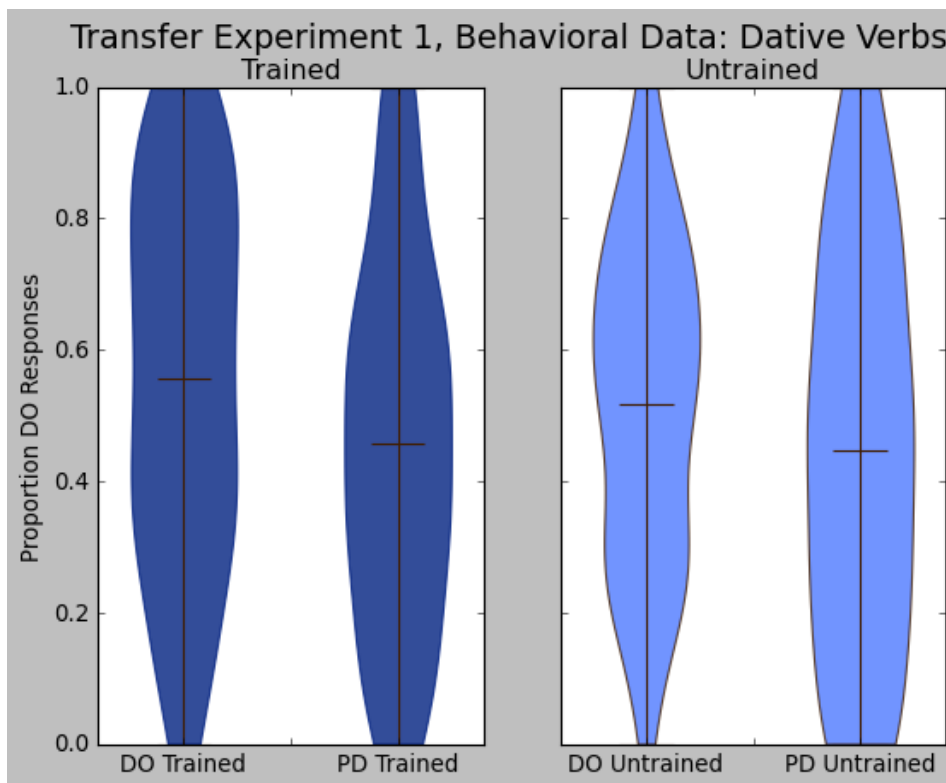 Transfer Experiment 1, Behavioral Data: Dative Verbs
Trained
Untrained
1.0
0.8
0.6
0.4
0.2
0.0
Proportion DO Responses
DO Trained
PD Trained
DO Untrained
PD Untrained